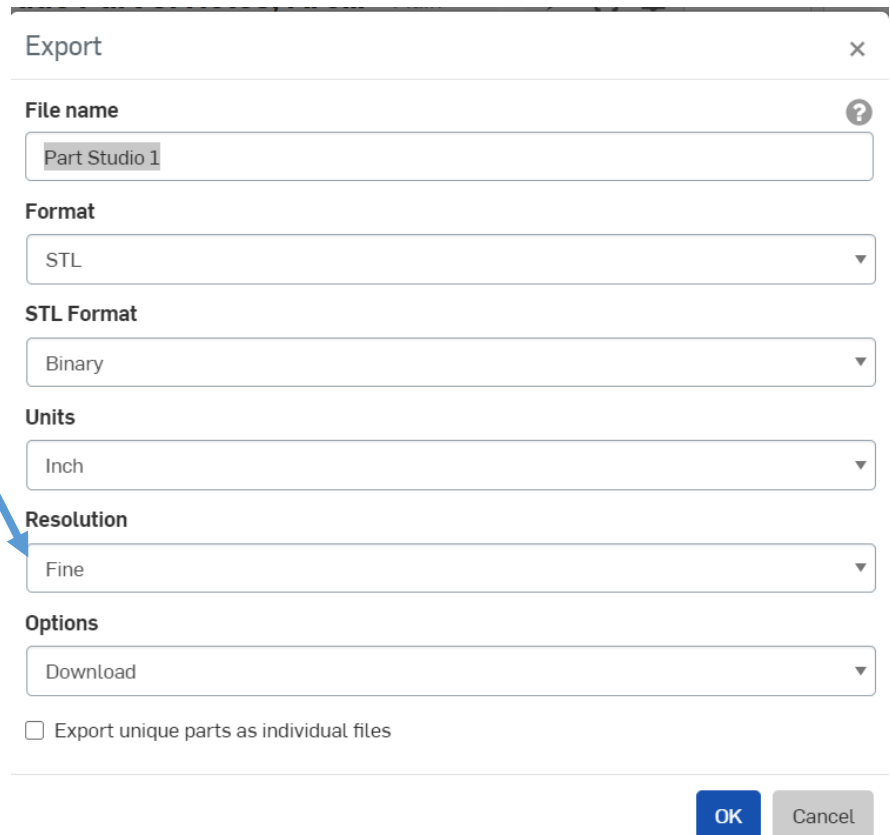 Export
×
File name
?
Part Studio 1
Format
STL
STL Format
Binary
Units
Inch
Resolution
Fine
Options
Download
Export unique parts as individual files
OK
Cancel